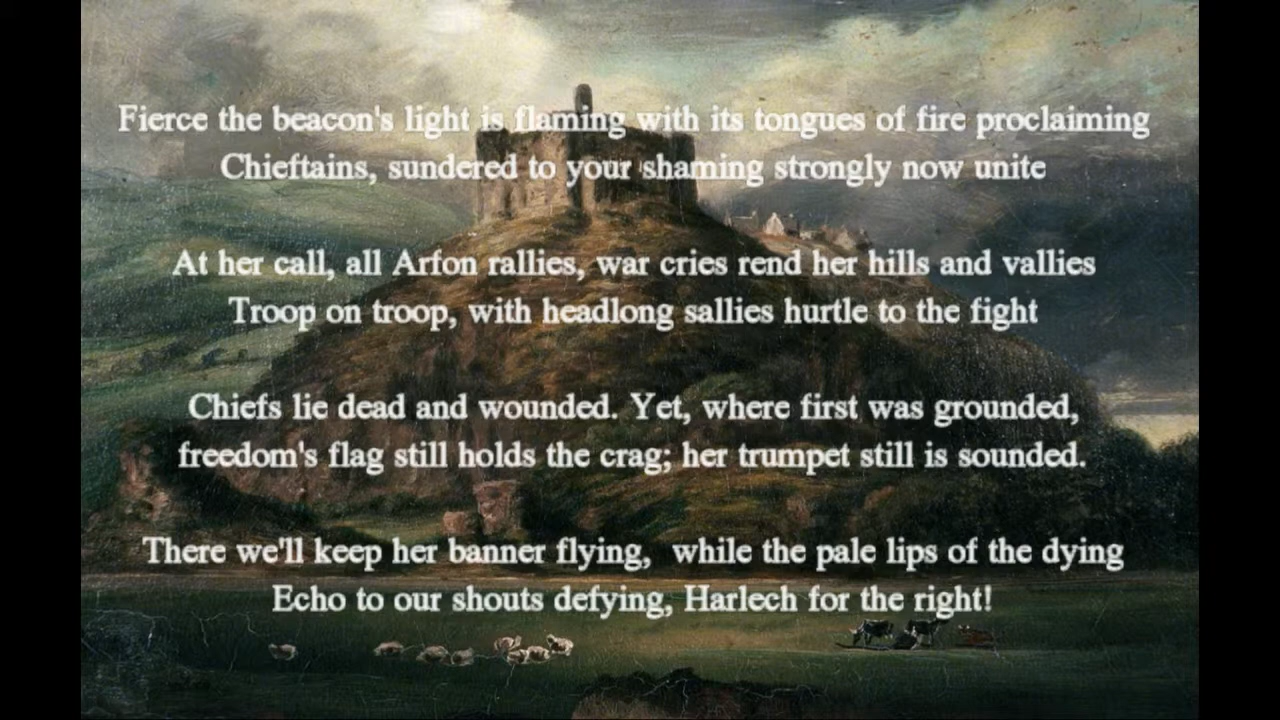 Fierce the beacon's light is flaming with its tongues of fire proclaiming
Chieftains, sundered to your shaming strongly now unite
At her call, all Arfon rallies, war cries rend her hills and vallies
Troop on troop, with headlong sallies hurtle to the fight
Chiefs lie dead and wounded. Yet, where first was grounded,
freedom's flag still holds the crag; her trumpet still is sounded.
There we'll keep her banner flying,  while the pale lips of the dying
Echo to our shouts defying, Harlech for the right!